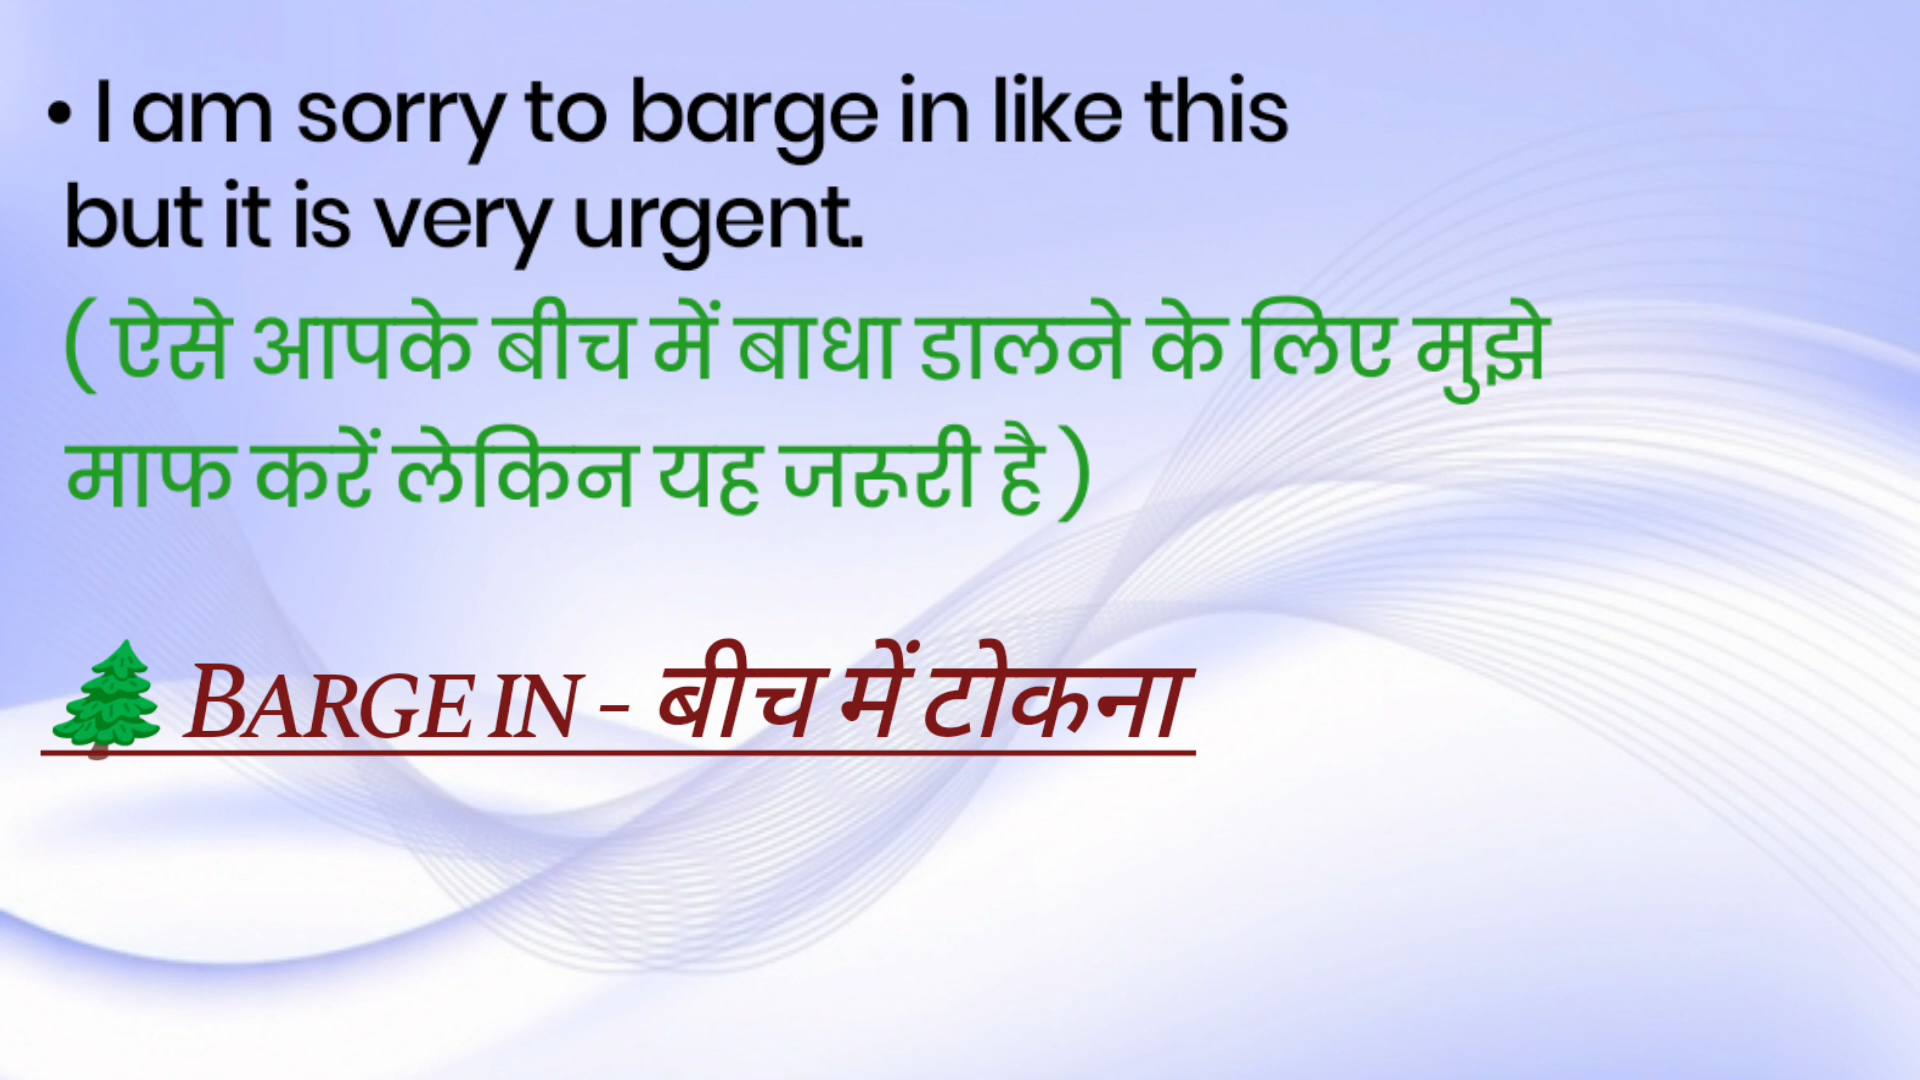 • I am sorry to barge in like this
but it is very urgent.
( ऐसे आपके बीच में बाधा डालने के लिए मुझे
माफ करें लेकिन यह जरूरी है )
🌲 BARGE IN - बीच में टोकना